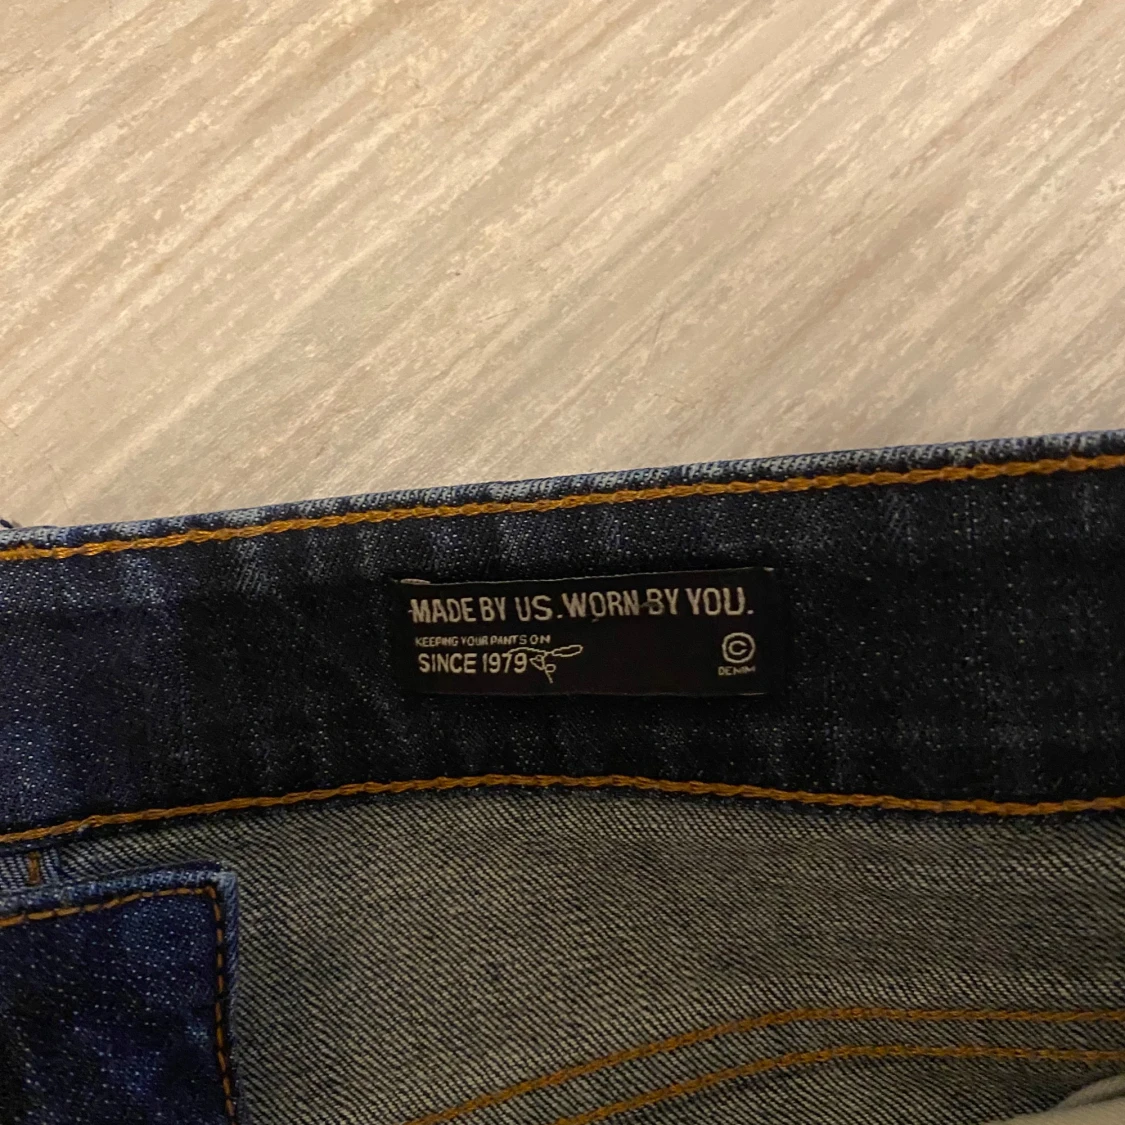 MADE BY US. WORN BY YOU.
KEEPING YOUR PANTS ON
SINCE 1979
©
DENIM